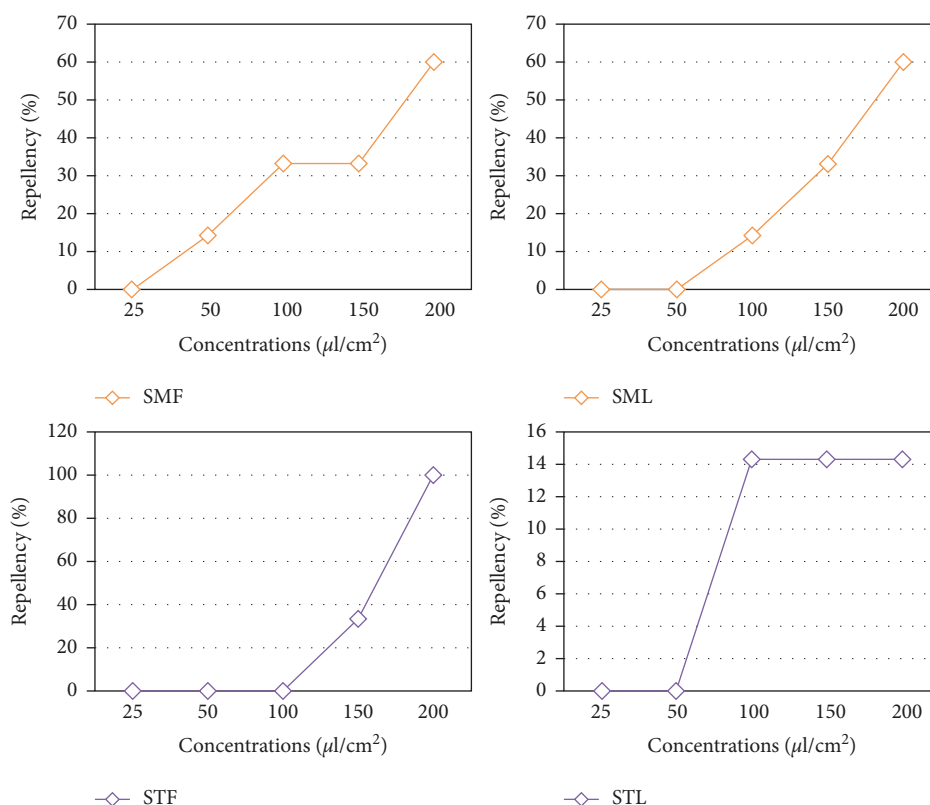 70
60
50
40
30
20
10
0
Repellency (%)
25 50 100 150 200
Concentrations (μl/cm²)
SMF
70
60
50
40
30
20
10
0
Repellency (%)
25 50 100 150 200
Concentrations (μl/cm²)
SML
120
100
80
60
40
20
0
Repellency (%)
25 50 100 150 200
Concentrations (μl/cm²)
STF
16
14
12
10
8
6
4
2
0
Repellency (%)
25 50 100 150 200
Concentrations (μl/cm²)
STL